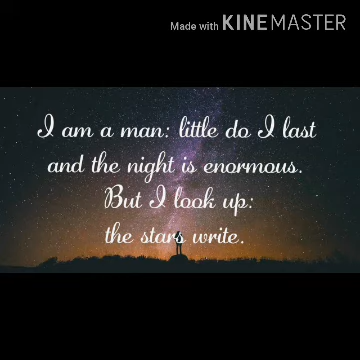 Made with KINEMASTER
I am a man: little do I last
and the night is enormous.
But I look up:
the stars write.